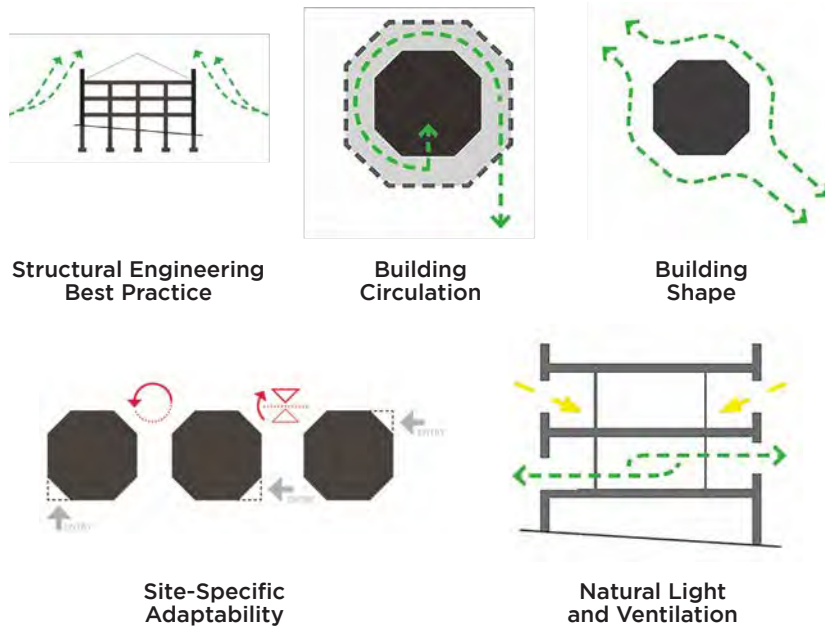 Structural Engineering
Best Practice
Building
Circulation
Building
Shape
ENTRY
ENTRY
ENTRY
Site-Specific
Adaptability
Natural Light
and Ventilation